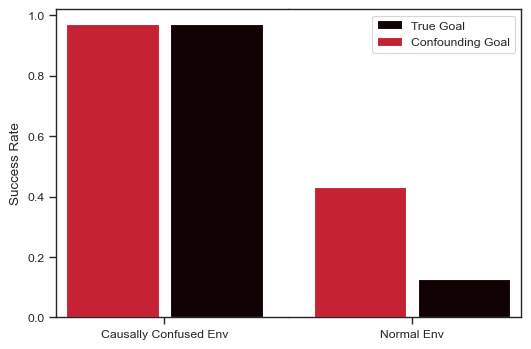 True Goal
Confounding Goal
Success Rate
1.0
0.8
0.6
0.4
0.2
0.0
Causally Confused Env
Normal Env